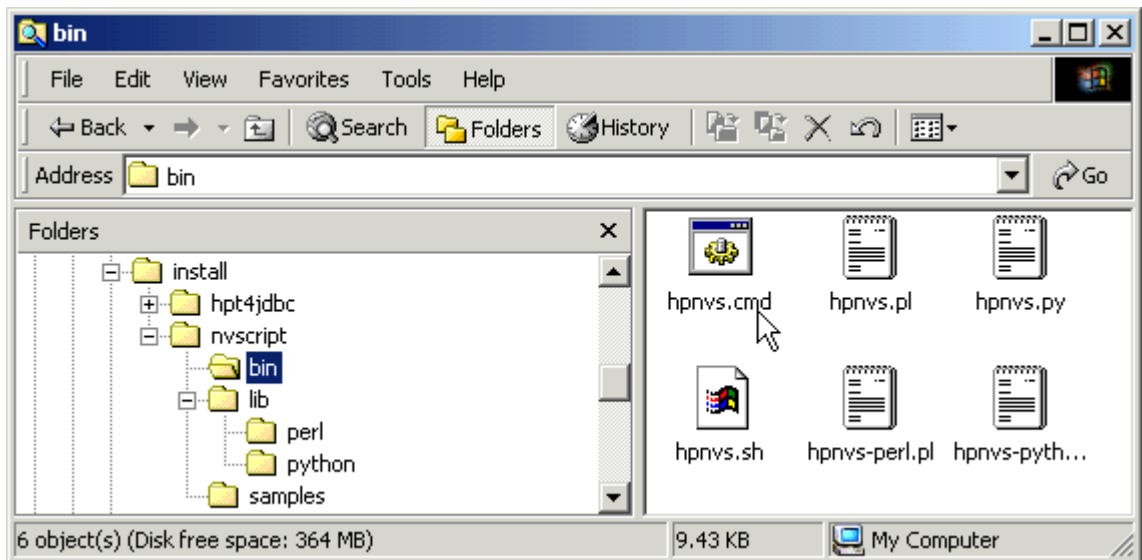 bin
File Edit View Favorites Tools Help
Back Search Folders History
Address bin Go
Folders
install
hpt4jdbc
nvscript
bin
lib
perl
python
samples
hpnvs.cmd hpnvs.pl hpnvs.py
hpnvs.sh hpnvs-perl.pl hpnvs-pyth...
6 object(s) (Disk free space: 364 MB) 9.43 KB My Computer